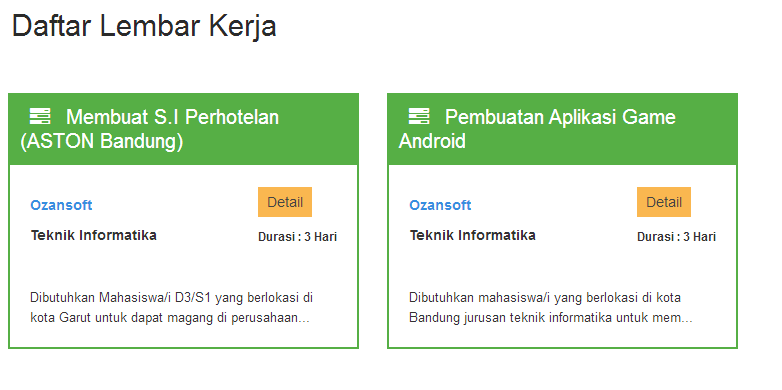 Daftar Lembar Kerja
Membuat S.I Perhotelan
(ASTON Bandung)
Ozansoft
Detail
Teknik Informatika
Durasi : 3 Hari
Dibutuhkan Mahasiswa/i D3/S1 yang berlokasi di
kota Garut untuk dapat magang di perusahaan...
Pembuatan Aplikasi Game
Android
Ozansoft
Detail
Teknik Informatika
Durasi : 3 Hari
Dibutuhkan mahasiswa/i yang berlokasi di kota
Bandung jurusan teknik informatika untuk mem...